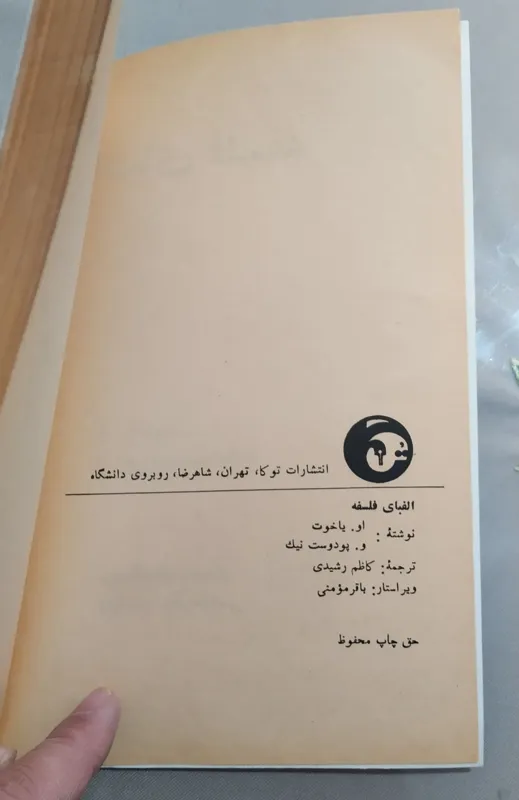 انتشارات توکا، تهران، شاهرضا، روبروی دانشگاه
الفبای فلسفه
نوشتهٔ : او. یاخوت
و. پودوست نیك
ترجمهٔ: کاظم رشیدی
ویراستار: باقر مؤمنی
حق چاپ محفوظ